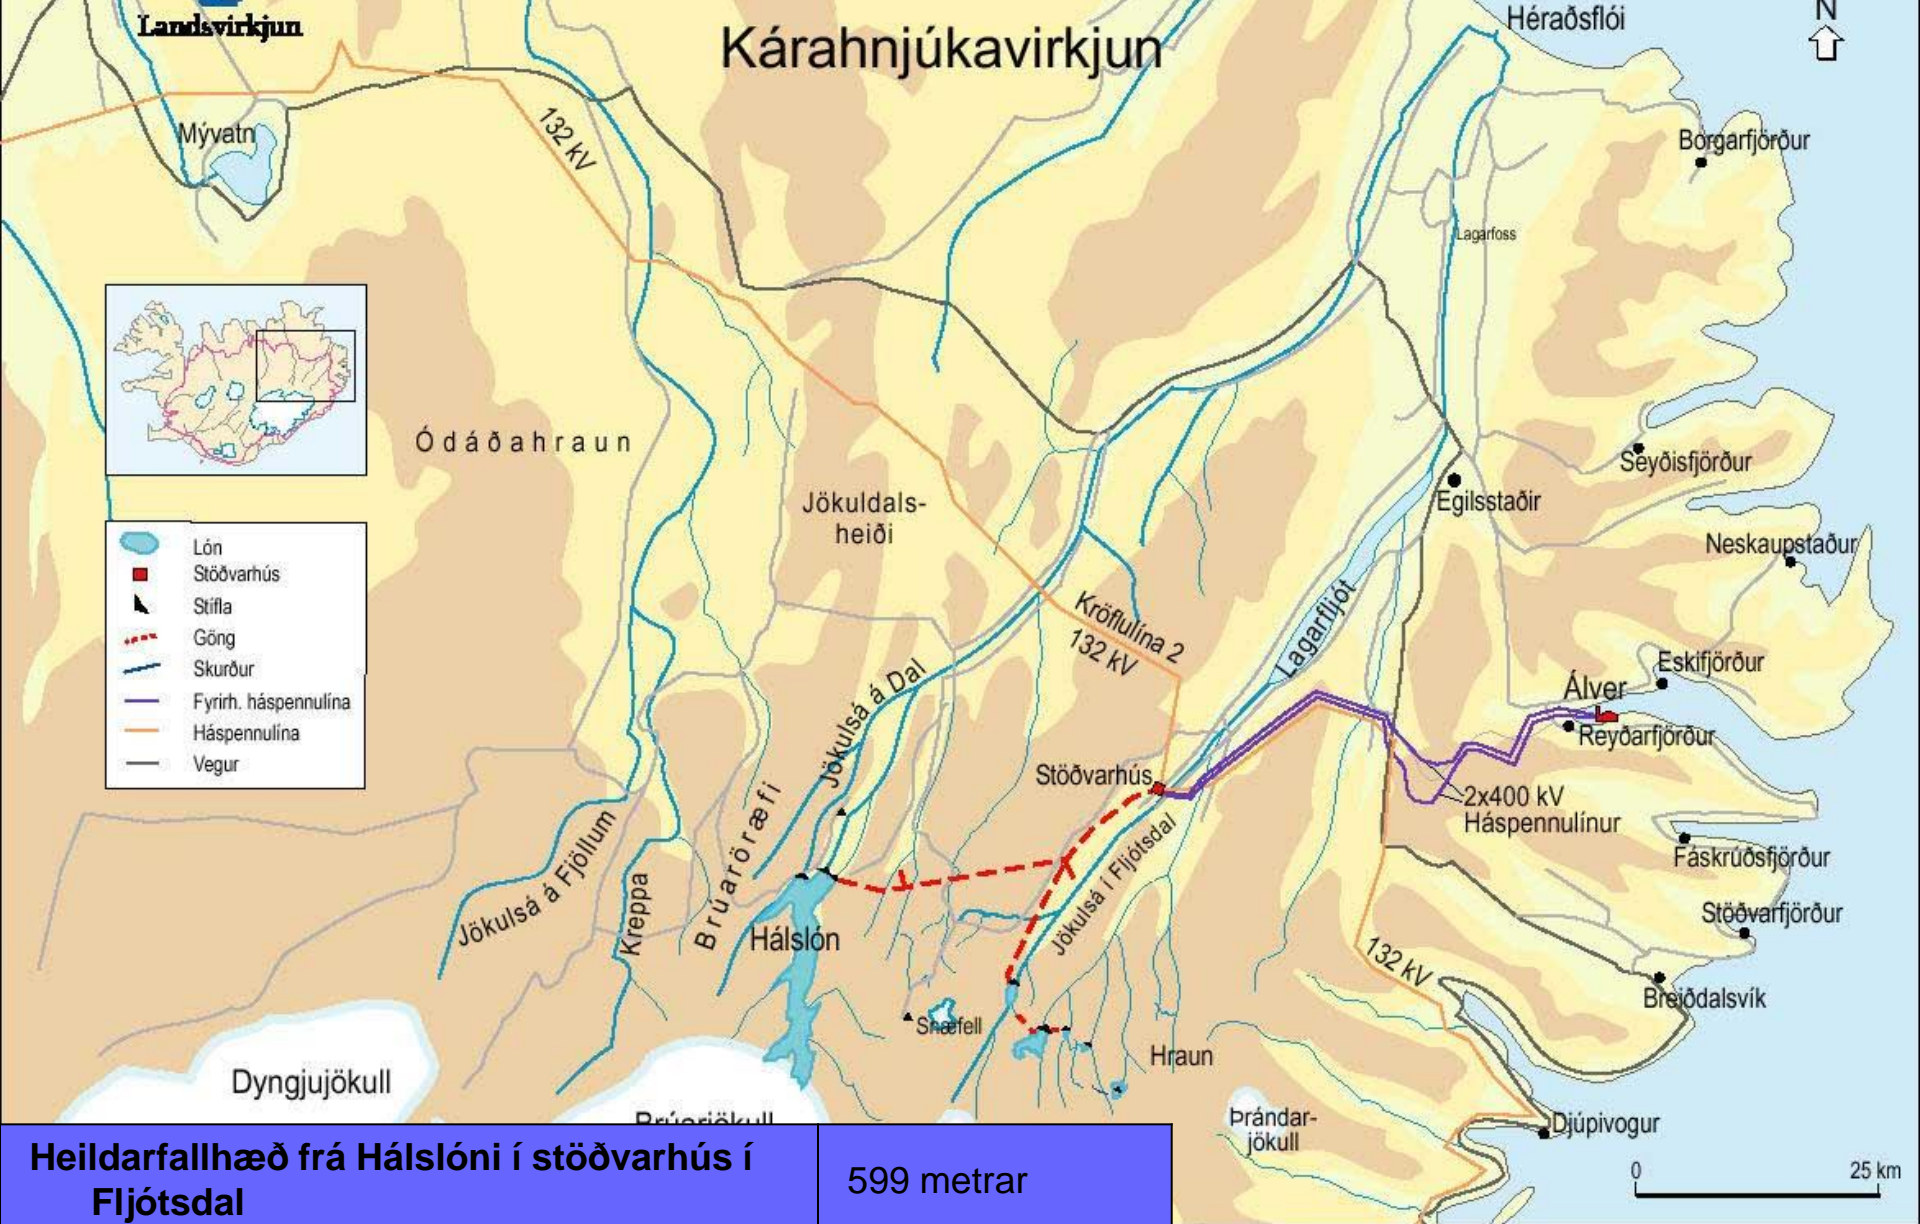 Landsvirkjun
Kárahnjúkavirkjun
Héraðsflói
N
Mývatn
132 kV
Borgarfjörður
Lagarfoss
Ódáðahraun
Jökuldals-
heiði
Seyðisfjörður
Egilsstaðir
Neskaupstaður
Lón
Stöðvarhús
Stífla
Göng
Skurður
Fyrirh. háspennulína
Háspennulína
Vegur
Kröflulína 2
132 kV
Lagarfljót
Eskifjörður
Álver
Reyðarfjörður
Jökulsá á Dal
Stöðvarhús
2x400 kV
Háspennulínur
Fáskrúðsfjörður
Jökulsá á Fjöllum
Kreppa
Brúaröræfi
Hálslón
Jökulsá í Fljótsdal
Stöðvarfjörður
132 kV
Breiðdalsvík
Snæfell
Hraun
Dyngjujökull
Brúarjökull
Þrándar-
jökull
Djúpivogur
0 25 km
Heildarfallhæð frá Hálslóni í stöðvarhús í
Fljótsdal
599 metrar